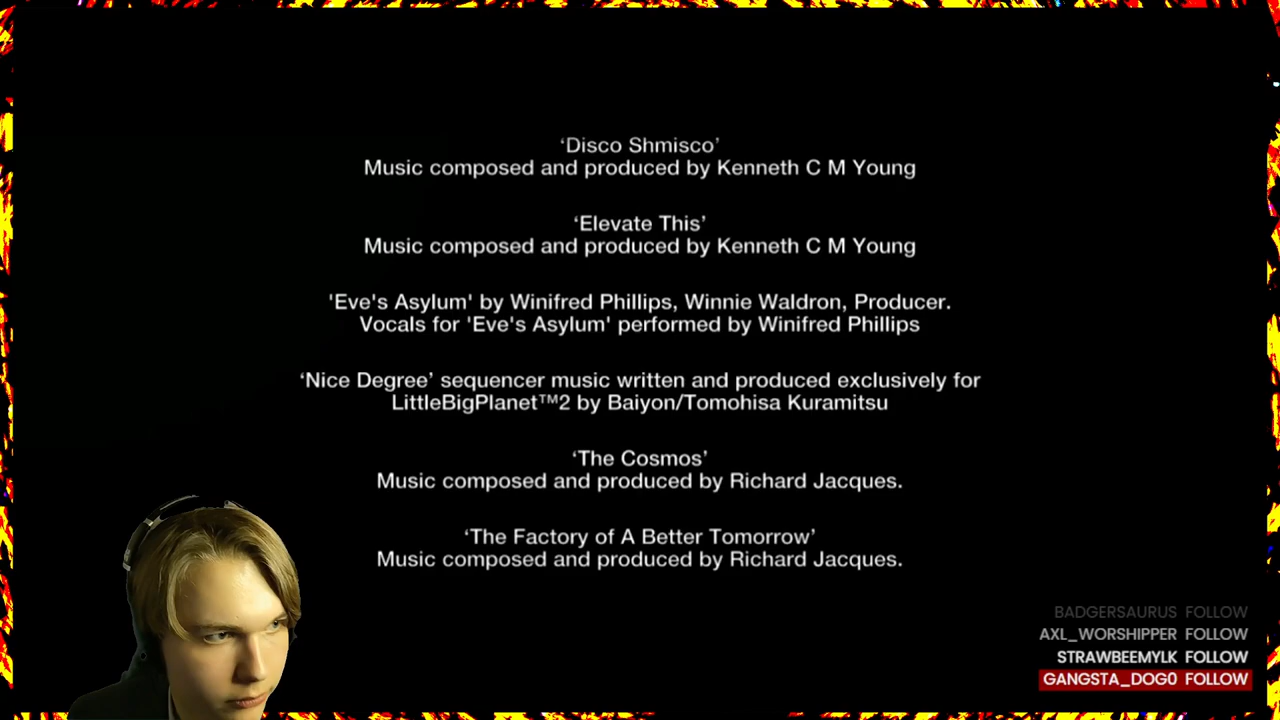 ‘Disco Shmisco’
Music composed and produced by Kenneth C M Young
‘Elevate This’
Music composed and produced by Kenneth C M Young
'Eve's Asylum' by Winifred Phillips, Winnie Waldron, Producer.
Vocals for 'Eve's Asylum' performed by Winifred Phillips
‘Nice Degree’ sequencer music written and produced exclusively for
LittleBigPlanet™2 by Baiyon/Tomohisa Kuramitsu
‘The Cosmos’
Music composed and produced by Richard Jacques.
‘The Factory of A Better Tomorrow’
Music composed and produced by Richard Jacques.
BADGERSAURUS FOLLOW
AXL_WORSHIPPER FOLLOW
STRAWBEEMYLK FOLLOW
GANGSTA_DOG0 FOLLOW